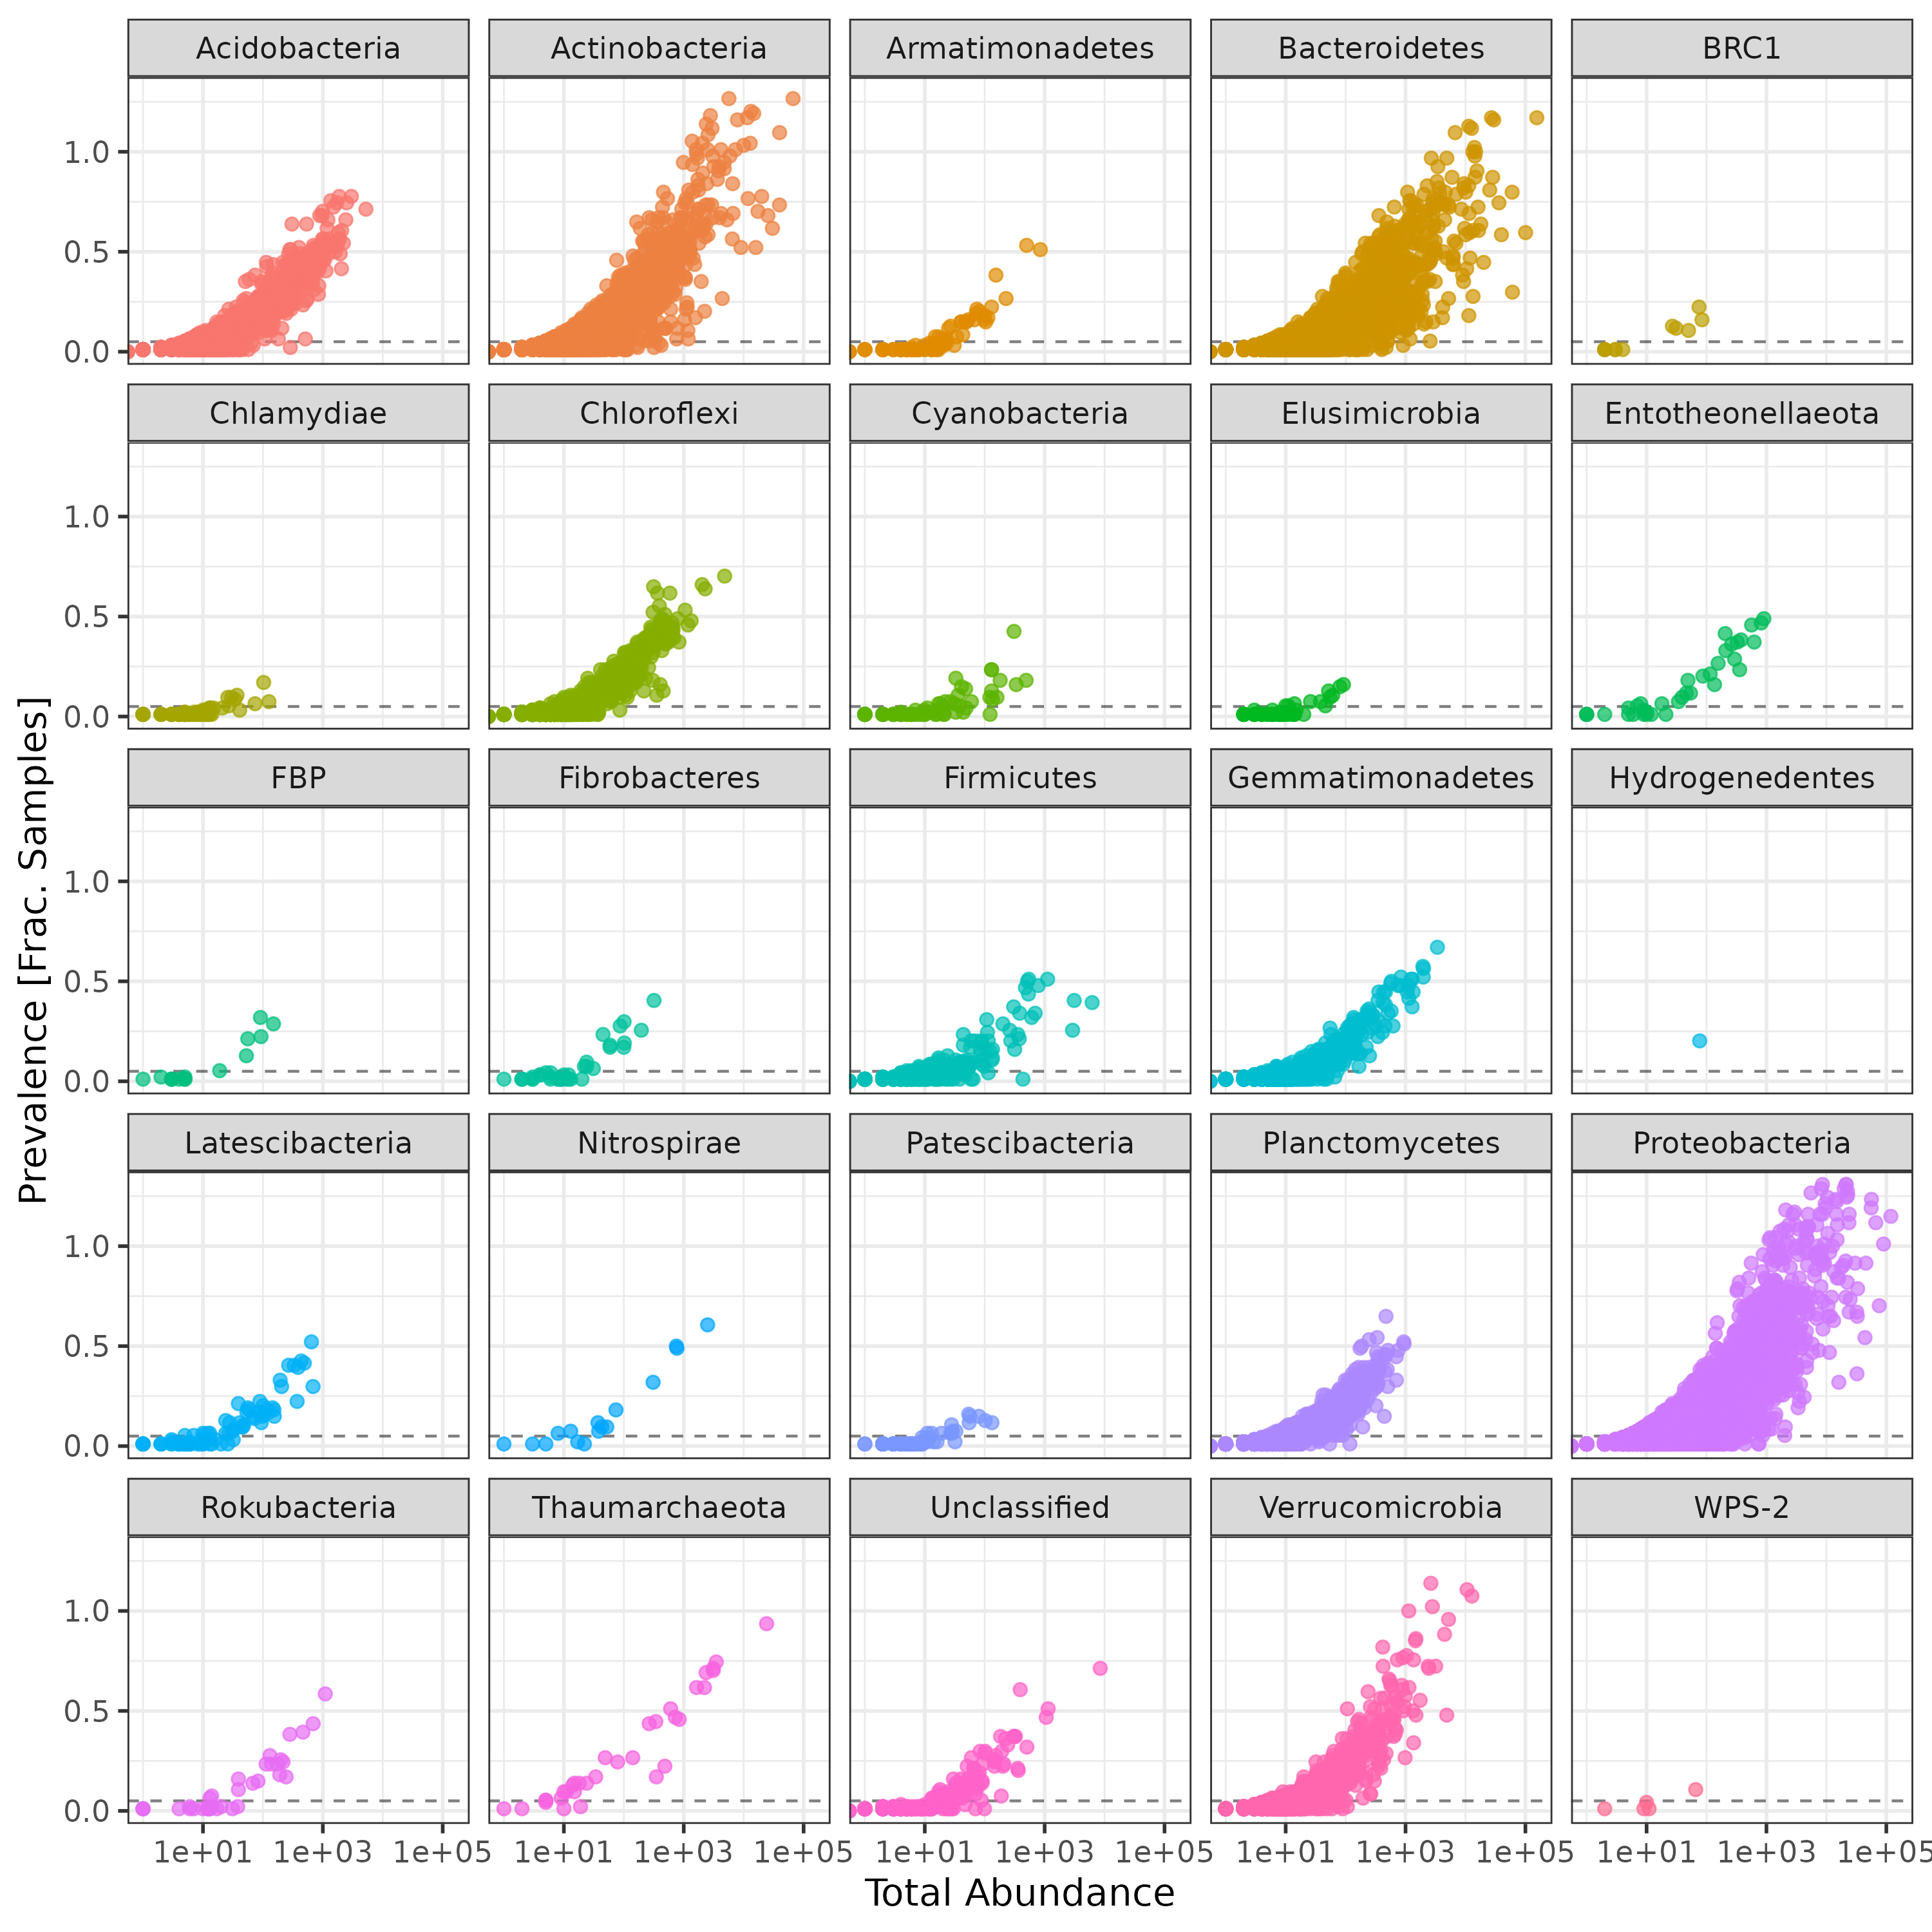 Acidobacteria Actinobacteria Armatimonadetes Bacteroidetes BRC1
1.0
0.5
0.0
Chlamydiae Chloroflexi Cyanobacteria Elusimicrobia Entotheonellaeota
1.0
0.5
0.0
FBP Fibrobacteres Firmicutes Gemmatimonadetes Hydrogenedentes
1.0
0.5
0.0
Latescibacteria Nitrospirae Patescibacteria Planctomycetes Proteobacteria
1.0
0.5
0.0
Rokubacteria Thaumarchaeota Unclassified Verrucomicrobia WPS-2
1.0
0.5
0.0
1e+01 1e+03 1e+05 1e+01 1e+03 1e+05 1e+01 1e+03 1e+05 1e+01 1e+03 1e+05 1e+01 1e+03 1e+05
Total Abundance
Prevalence [Frac. Samples]